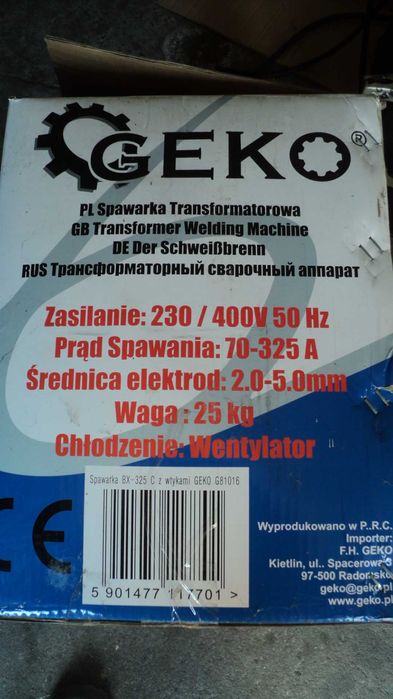 GEKO®
PL Spawarka Transformatorowa
GB Transformer Welding Machine
DE Der Schweißbrenn
RUS Трансформаторный сварочный аппарат
Zasilanie: 230 / 400V 50 Hz
Prąd Spawania: 70-325 A
Średnica elektrod: 2.0-5.0mm
Waga : 25 kg
Chłodzenie: Wentylator
Spawarka BX-325 C z wtykami GEKO G81016
5 901477 117701 >
CE
Wyprodukowano w P..R.C.
Importer:
F.H. GEKO
Kietlin, ul.. Spacerowa 3
97-500 Radomsko
geko@geko.pl
www.geko.pl